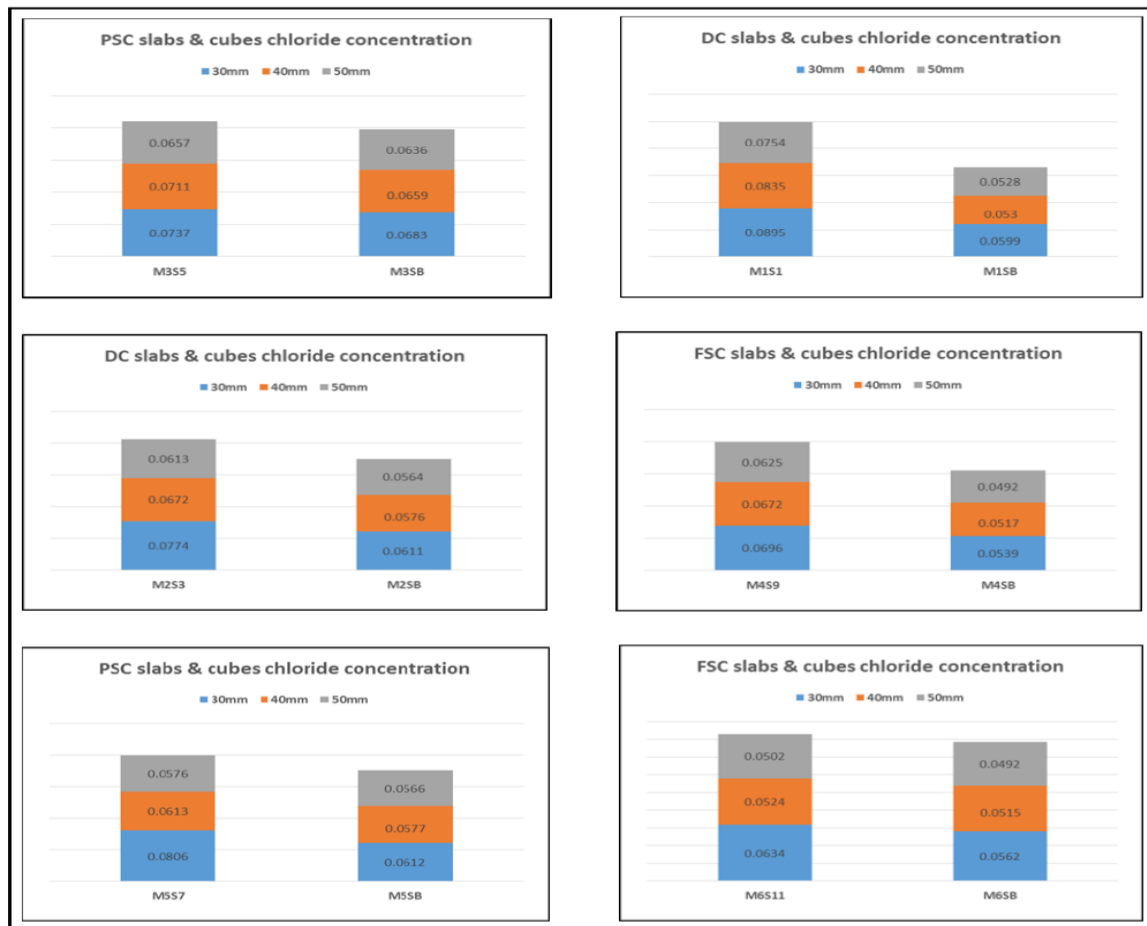 PSC slabs & cubes chloride concentration
30mm 40mm 50mm
0.0657 0.0636
0.0711 0.0659
0.0737 0.0683
M3S5 M3SB
DC slabs & cubes chloride concentration
30mm 40mm 50mm
0.0754 0.0528
0.0835 0.053
0.0895 0.0599
M1S1 M1SB
DC slabs & cubes chloride concentration
30mm 40mm 50mm
0.0613 0.0564
0.0672 0.0576
0.0774 0.0611
M2S3 M2SB
FSC slabs & cubes chloride concentration
30mm 40mm 50mm
0.0625 0.0492
0.0672 0.0517
0.0696 0.0539
M4S9 M4SB
PSC slabs & cubes chloride concentration
30mm 40mm 50mm
0.0576 0.0566
0.0613 0.0577
0.0806 0.0612
M5S7 M5SB
FSC slabs & cubes chloride concentration
30mm 40mm 50mm
0.0502 0.0492
0.0524 0.0515
0.0634 0.0562
M6S11 M6SB